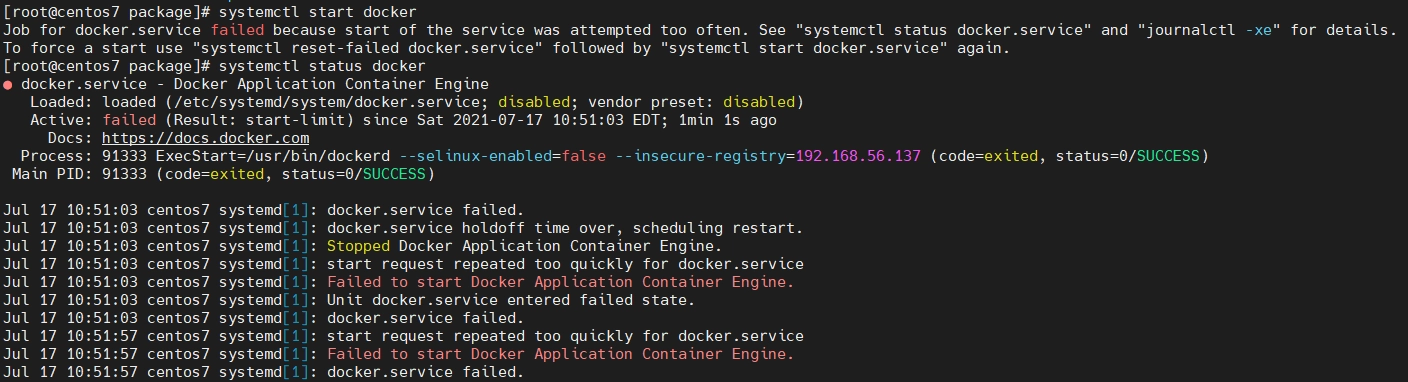 [root@centos7 package]# systemctl start docker
Job for docker.service failed because start of the service was attempted too often. See "systemctl status docker.service" and "journalctl -xe" for details.
To force a start use "systemctl reset-failed docker.service" followed by "systemctl start docker.service" again.
[root@centos7 package]# systemctl status docker
● docker.service - Docker Application Container Engine
   Loaded: loaded (/etc/systemd/system/docker.service; disabled; vendor preset: disabled)
   Active: failed (Result: start-limit) since Sat 2021-07-17 10:51:03 EDT; 1min 1s ago
     Docs: https://docs.docker.com
  Process: 91333 ExecStart=/usr/bin/dockerd --selinux-enabled=false --insecure-registry=192.168.56.137 (code=exited, status=0/SUCCESS)
 Main PID: 91333 (code=exited, status=0/SUCCESS)

Jul 17 10:51:03 centos7 systemd[1]: docker.service failed.
Jul 17 10:51:03 centos7 systemd[1]: docker.service holdoff time over, scheduling restart.
Jul 17 10:51:03 centos7 systemd[1]: Stopped Docker Application Container Engine.
Jul 17 10:51:03 centos7 systemd[1]: start request repeated too quickly for docker.service
Jul 17 10:51:03 centos7 systemd[1]: Failed to start Docker Application Container Engine.
Jul 17 10:51:03 centos7 systemd[1]: Unit docker.service entered failed state.
Jul 17 10:51:03 centos7 systemd[1]: docker.service failed.
Jul 17 10:51:57 centos7 systemd[1]: start request repeated too quickly for docker.service
Jul 17 10:51:57 centos7 systemd[1]: Failed to start Docker Application Container Engine.
Jul 17 10:51:57 centos7 systemd[1]: docker.service failed.